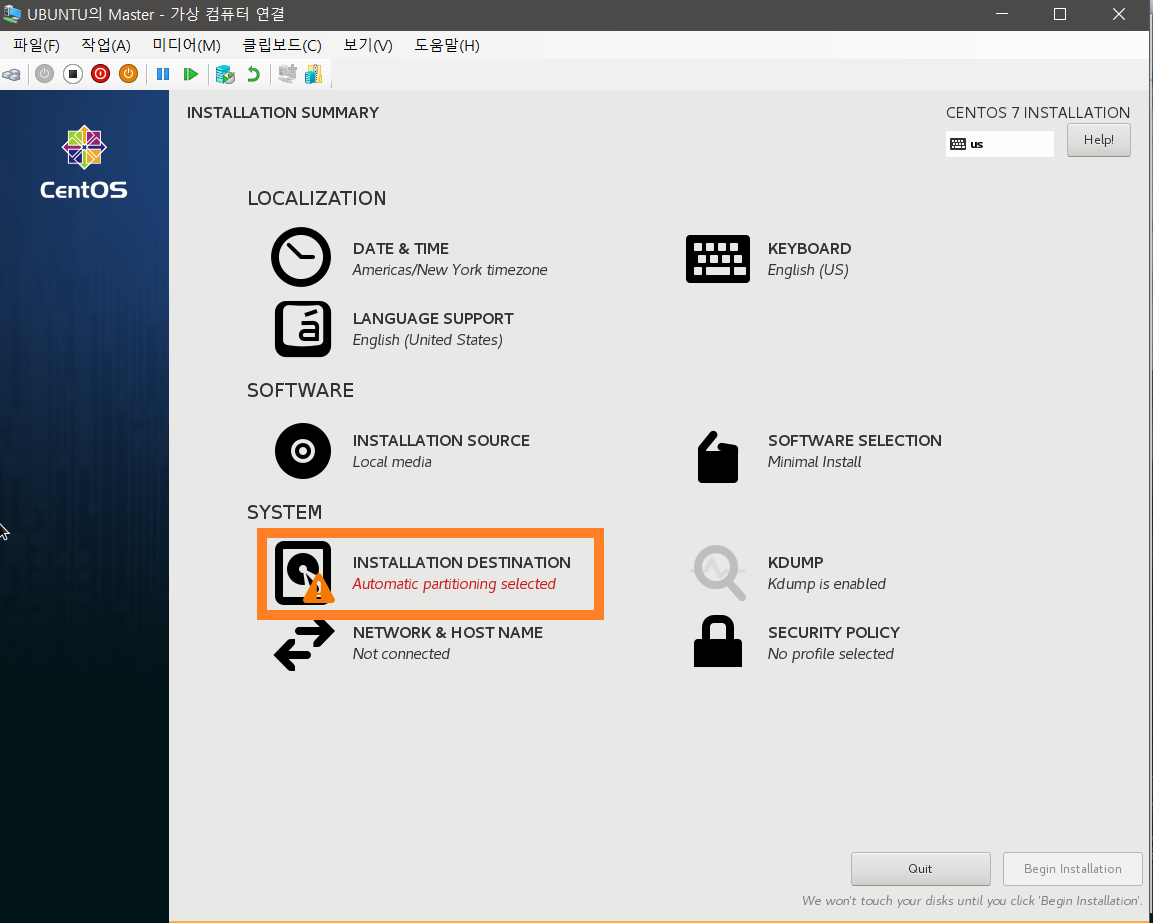 UBUNTU의 Master - 가상 컴퓨터 연결
파일(F) 작업(A) 미디어(M) 클립보드(C) 보기(V) 도움말(H)
INSTALLATION SUMMARY
CENTOS 7 INSTALLATION
us
Help!
CentOS
LOCALIZATION
DATE & TIME
Americas/New York timezone
KEYBOARD
English (US)
LANGUAGE SUPPORT
English (United States)
SOFTWARE
INSTALLATION SOURCE
Local media
SOFTWARE SELECTION
Minimal Install
SYSTEM
INSTALLATION DESTINATION
Automatic partitioning selected
KDUMP
Kdump is enabled
NETWORK & HOST NAME
Not connected
SECURITY POLICY
No profile selected
Quit
Begin Installation
We won't touch your disks until you click 'Begin Installation'.